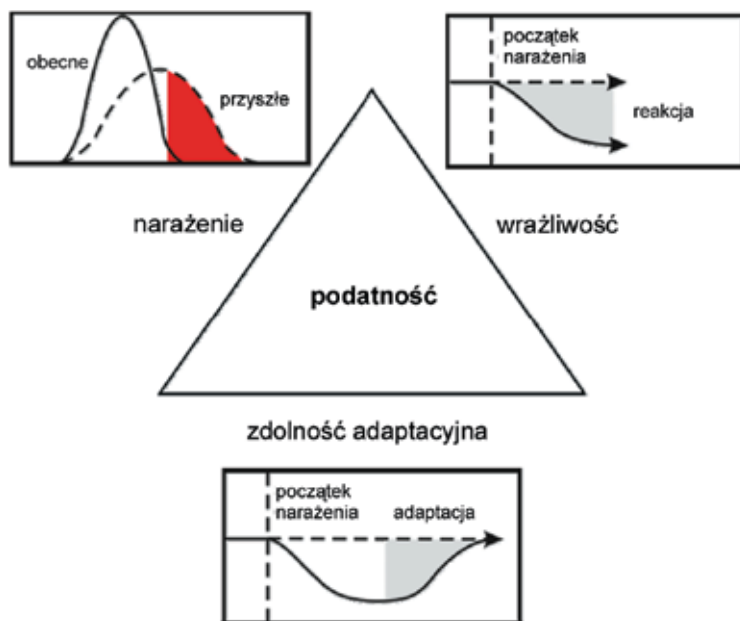 obecne
przyszłe
początek
narażenia
reakcja
narażenie
wrażliwość
podatność
zdolność adaptacyjna
początek
narażenia
adaptacja